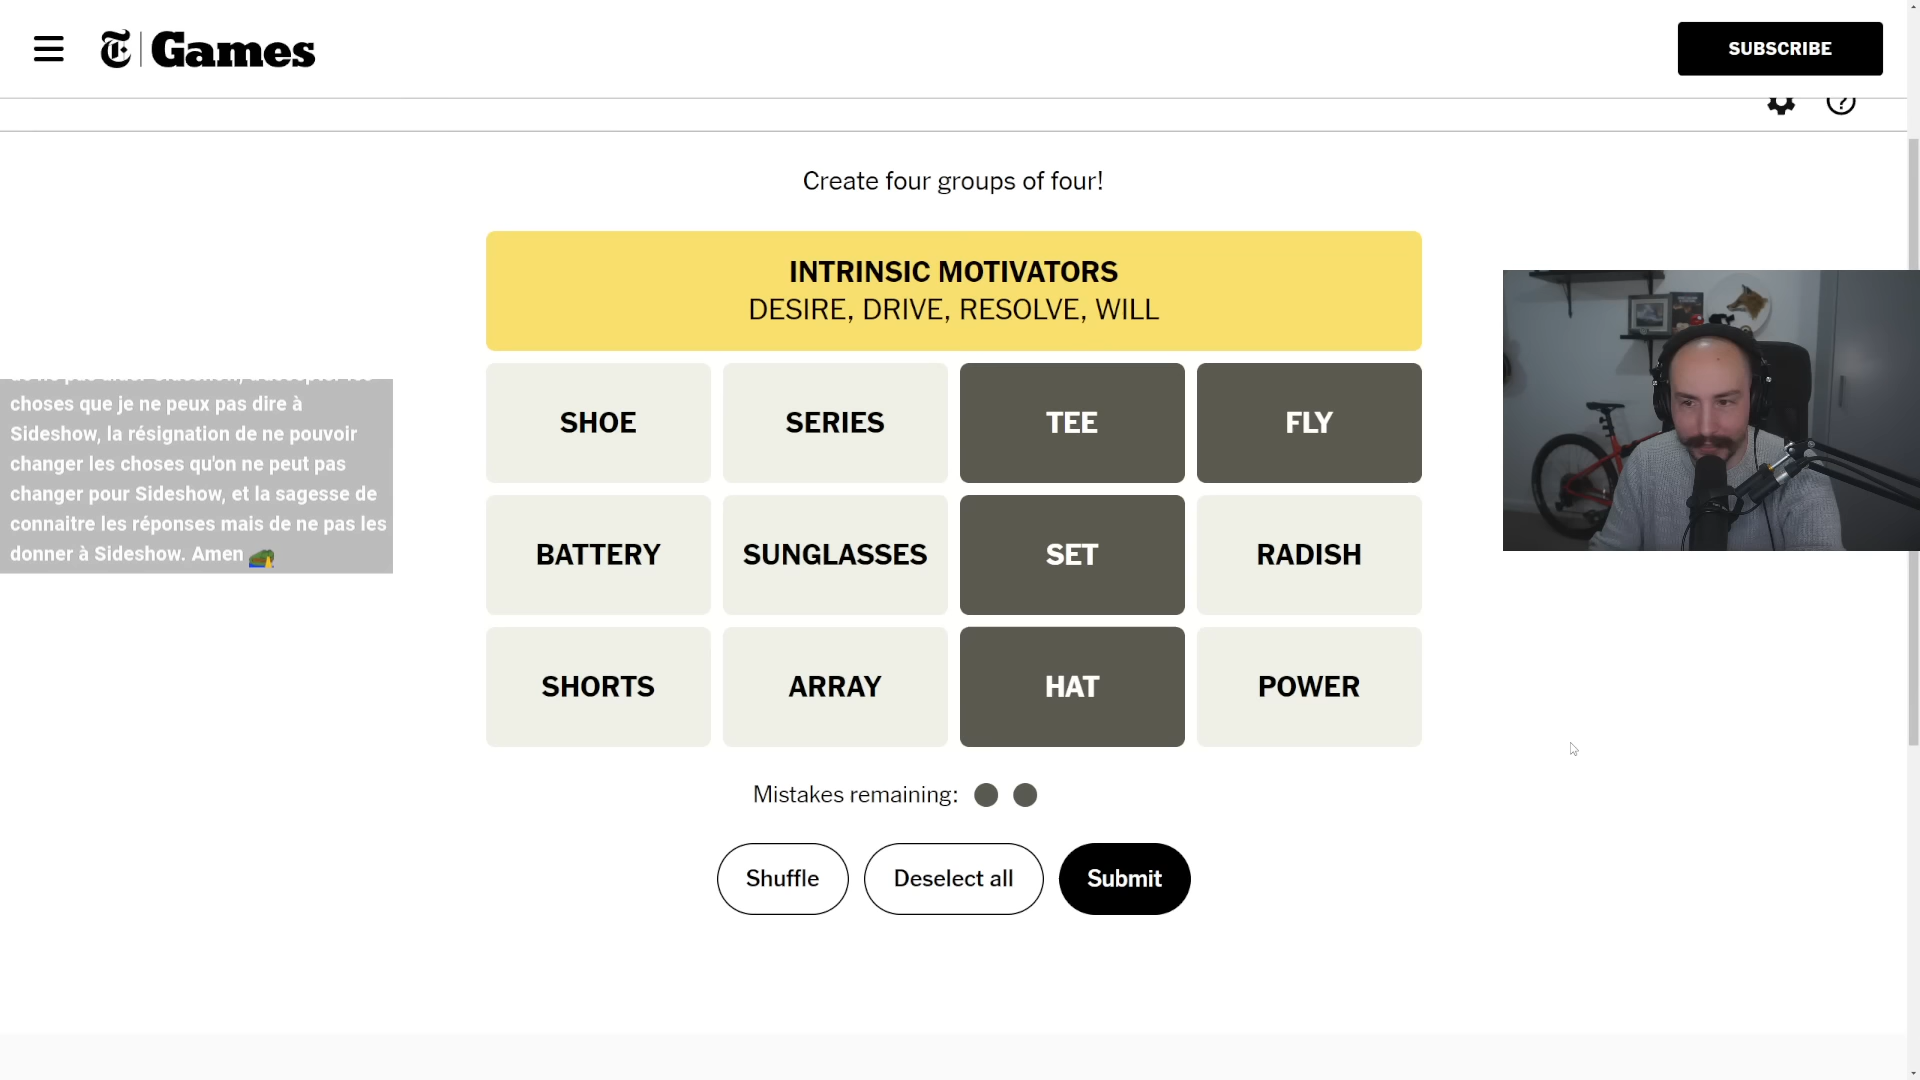 Games
SUBSCRIBE
Create four groups of four!
INTRINSIC MOTIVATORS
DESIRE, DRIVE, RESOLVE, WILL
SHOE
SERIES
TEE
FLY
choses que je ne peux pas dire à
Sideshow, la résignation de ne pouvoir
changer les choses qu'on ne peut pas
changer pour Sideshow, et la sagesse de
connaitre les réponses mais de ne pas les
donner à Sideshow. Amen
BATTERY
SUNGLASSES
SET
RADISH
SHORTS
ARRAY
HAT
POWER
Mistakes remaining:
Shuffle
Deselect all
Submit